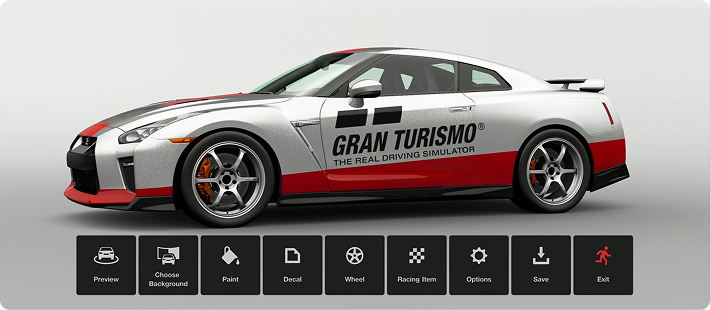 GRAN TURISMO®
THE REAL DRIVING SIMULATOR
Preview
Choose
Background
Paint
Decal
Wheel
Racing Item
Options
Save
Exit